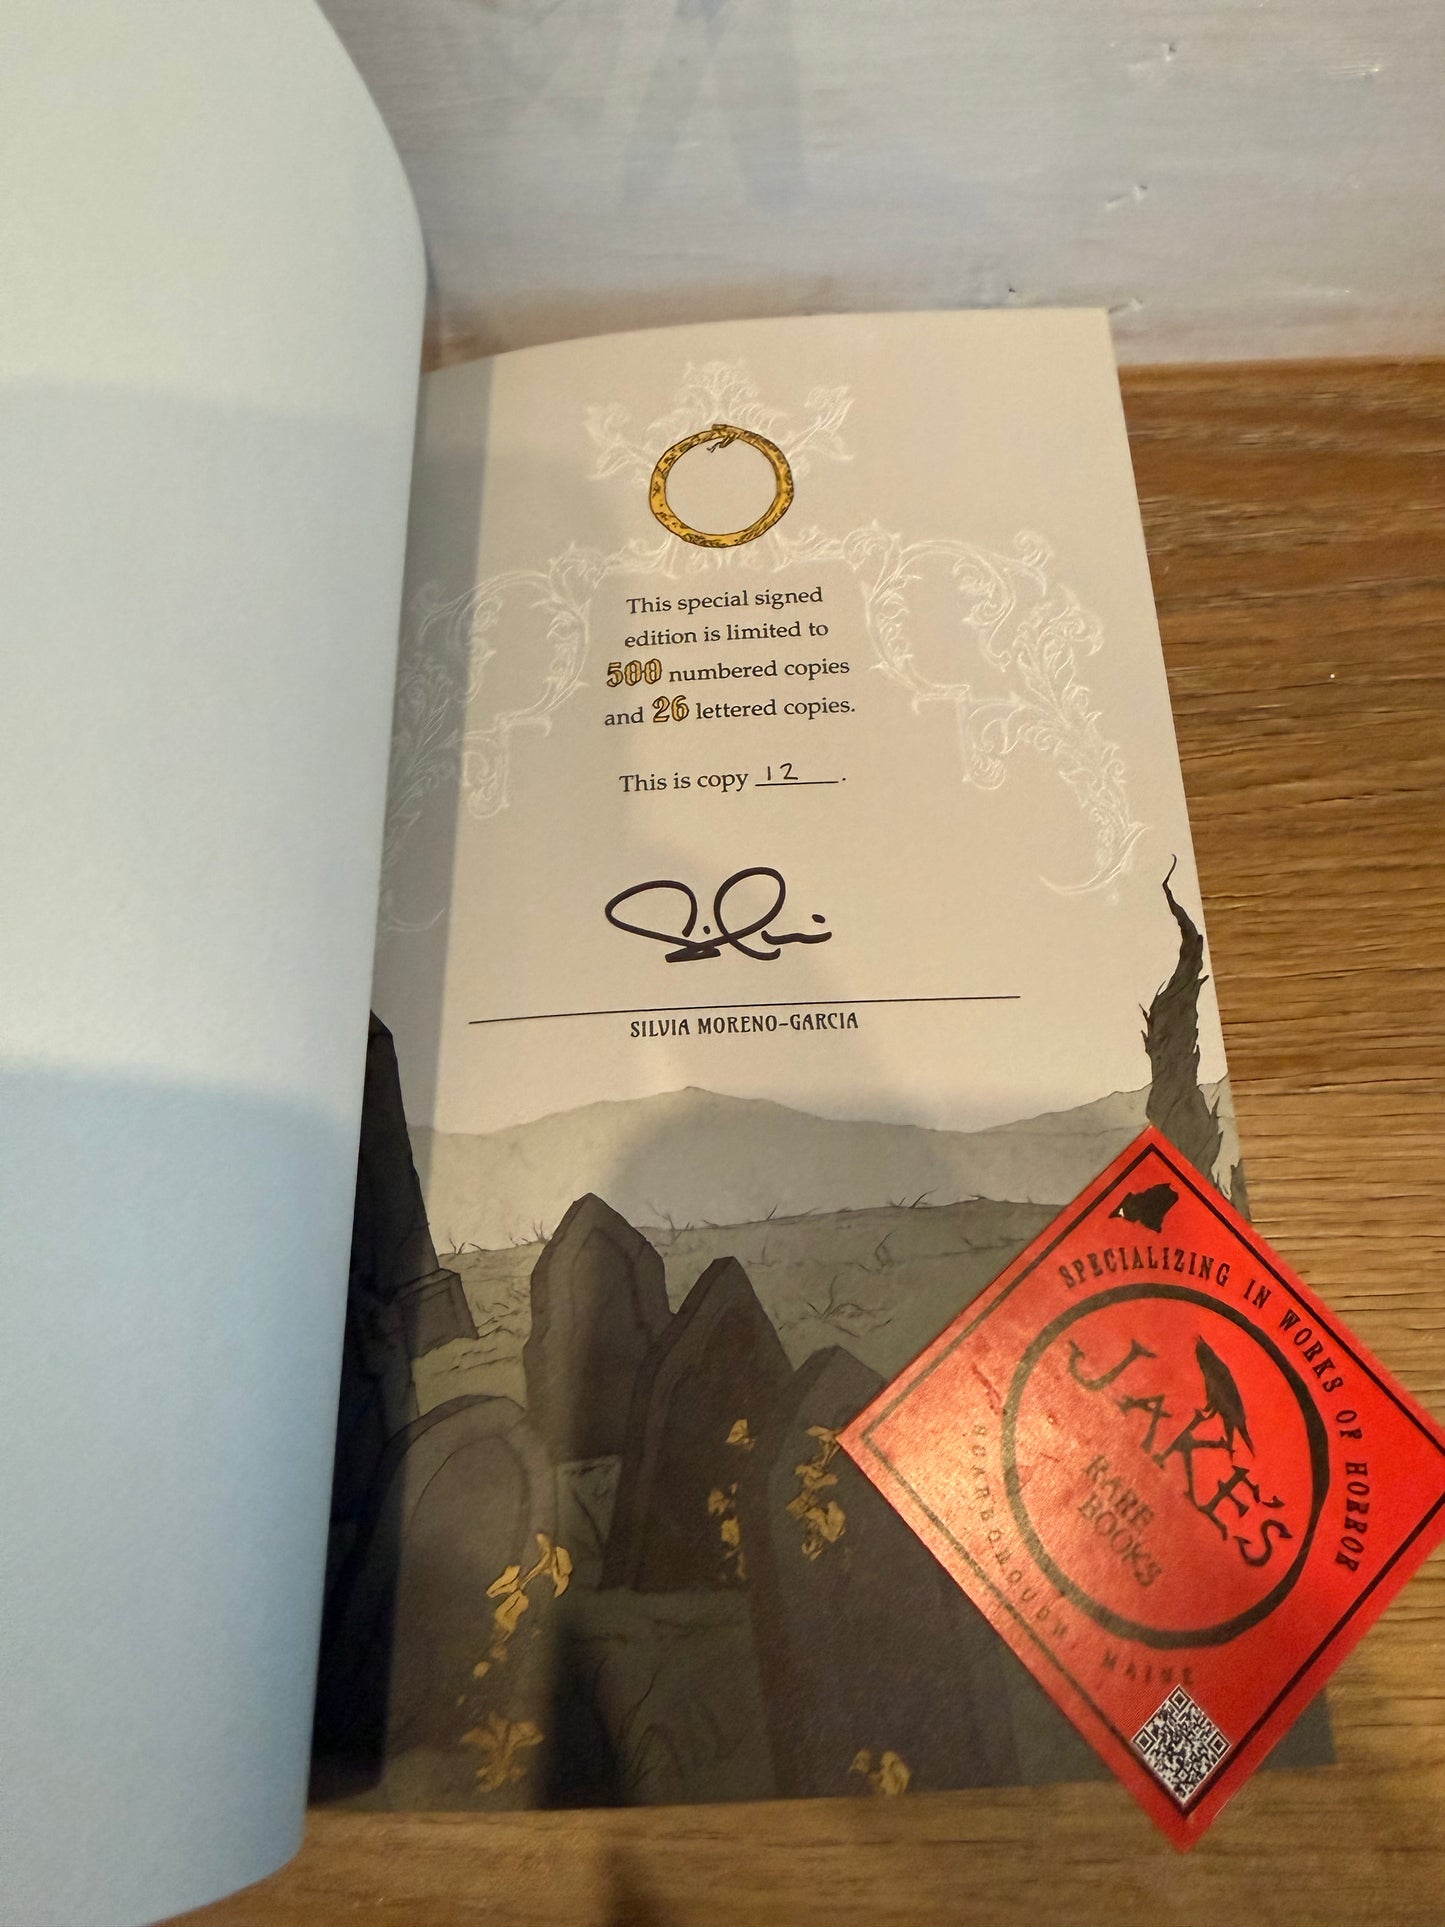 This special signed
edition is limited to
500 numbered copies
and 26 lettered copies.
This is copy 12.
Silvia
SILVIA MORENO-GARCIA
SPECIALIZING IN WORKS OF HORROR
JAKE'S
RARE
BOOKS
SCARBOROUGH, MAINE